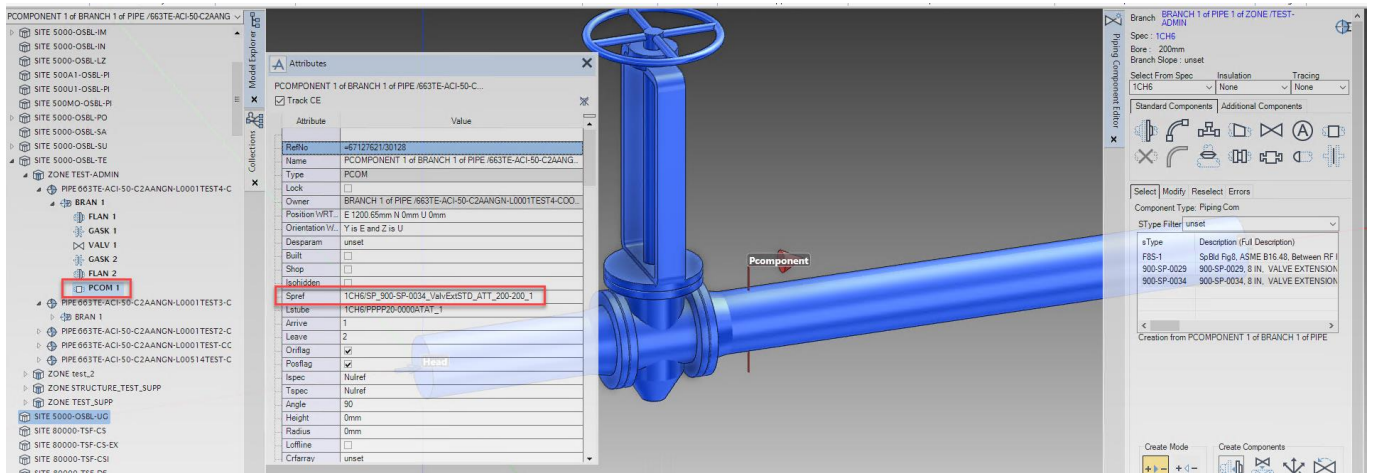 PCOMPONENT 1 of BRANCH 1 of PIPE /663TE-ACI-50-C2AANG
SITE 5000-OSBL-IM
SITE 5000-OSBL-IN
SITE 5000-OSBL-LZ
SITE 500A1-OSBL-PI
SITE 500U1-OSBL-PI
SITE 500MO-OSBL-PI
SITE 5000-OSBL-PO
SITE 5000-OSBL-SA
SITE 5000-OSBL-SU
SITE 5000-OSBL-TE
ZONE TEST-ADMIN
PIPE 663TE-ACI-50-C2AANGN-L0001TEST4-C
BRAN 1
FLAN 1
GASK 1
VALV 1
GASK 2
FLAN 2
PCOM 1
PIPE 663TE-ACI-50-C2AANGN-L0001TEST3-C
BRAN 1
PIPE 663TE-ACI-50-C2AANGN-L0001TEST2-C
PIPE 663TE-ACI-50-C2AANGN-L0001TEST-CC
PIPE 663TE-ACI-50-C2AANGN-L00514TEST-C
ZONE test_2
ZONE STRUCTURE_TEST_SUPP
ZONE TEST_SUPP
SITE 5000-OSBL-UG
SITE 80000-TSF-CS
SITE 80000-TSF-CS-EX
SITE 80000-TSF-CSI
SITE 80000-TSF-DE
Model Explorer
Collections
Attributes
PCOMPONENT 1 of BRANCH 1 of PIPE /663TE-ACI-50-C...
Track CE
Attribute Value
RefNo =67127621/30128
Name PCOMPONENT 1 of BRANCH 1 of PIPE /663TE-ACI-50-C2AANG...
Type PCOM
Lock
Owner BRANCH 1 of PIPE /663TE-ACI-50-C2AANGN-L0001TEST4-COO...
Position WRT... E 1200.65mm N 0mm U 0mm
Orientation W... Y is E and Z is U
Desparam unset
Built
Shop
Isohidden
Spref 1CH6/SP_900-SP-0034_ValvExtSTD_ATT_200-200_1
Lstube 1CH6/PPPP20-0000ATAT_1
Arrive 1
Leave 2
Oriflag
Posflag
Ispec Nulref
Tspec Nulref
Angle 90
Height 0mm
Radius 0mm
Loffline
Crfarray unset
Head
Pcomponent
Piping Component Editor
Branch BRANCH 1 of PIPE 1 of ZONE /TEST-
ADMIN
Spec : 1CH6
Bore : 200mm
Branch Slope : unset
Select From Spec Insulation Tracing
1CH6 None None
Standard Components Additional Components
A
Select Modify Reselect Errors
Component Type: Piping Com
SType Filter unset
sType Description (Full Description)
F8S-1 SpBld Fig8, ASME B16.48, Between RF
900-SP-0029 900-SP-0029, 8 IN, VALVE EXTENSION
900-SP-0034 900-SP-0034, 8 IN, VALVE EXTENSION
Creation from PCOMPONENT 1 of BRANCH 1 of PIPE
Create Mode Create Components